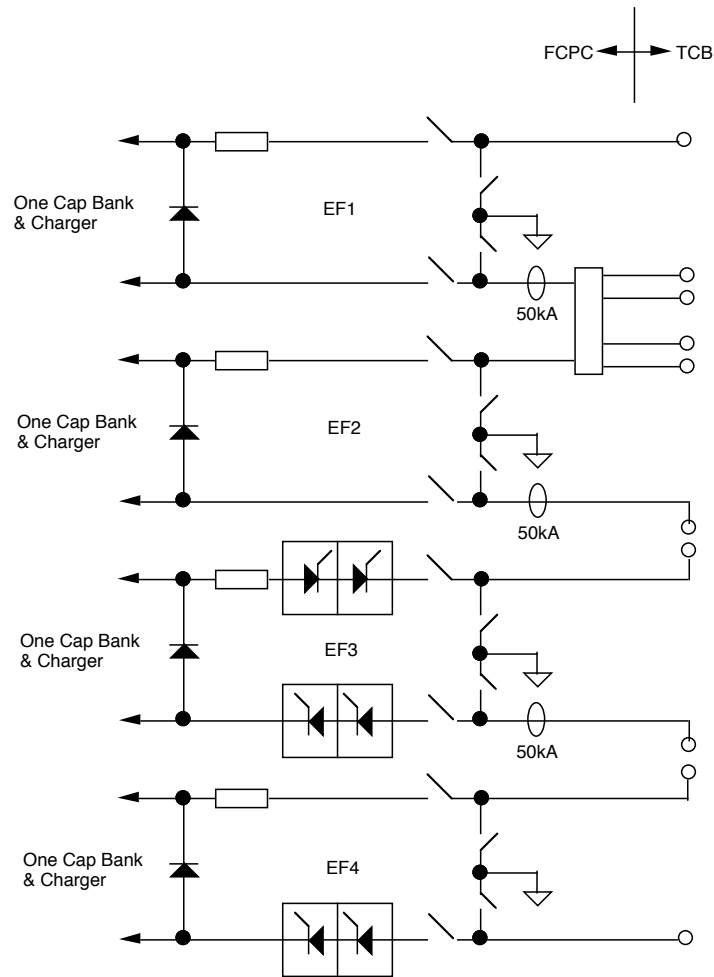 FCPC TCB
One Cap Bank
& Charger
EF1
50kA
One Cap Bank
& Charger
EF2
50kA
One Cap Bank
& Charger
EF3
50kA
One Cap Bank
& Charger
EF4